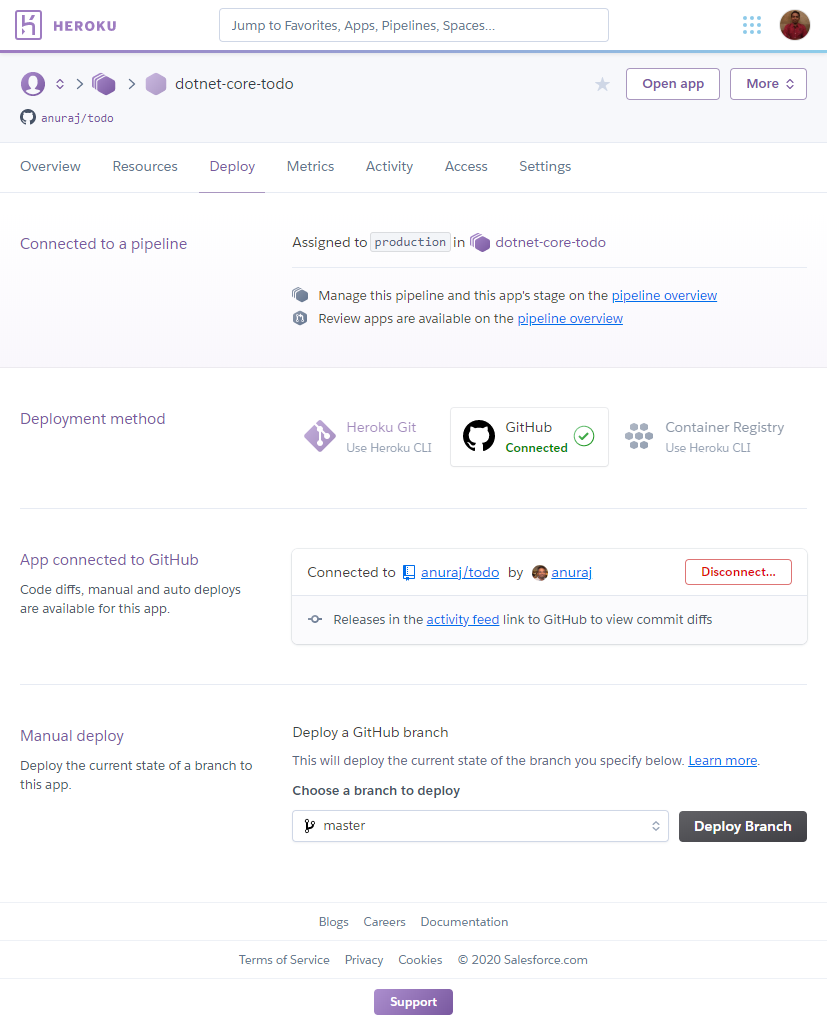 HEROKU
Jump to Favorites, Apps, Pipelines, Spaces...
dotnet-core-todo
Open app
More
anuraj/todo
Overview Resources Deploy Metrics Activity Access Settings
Connected to a pipeline
Assigned to production in dotnet-core-todo
Manage this pipeline and this app's stage on the pipeline overview
Review apps are available on the pipeline overview
Deployment method
Heroku Git
Use Heroku CLI
GitHub
Connected
Container Registry
Use Heroku CLI
App connected to GitHub
Code diffs, manual and auto deploys
are available for this app.
Connected to anuraj/todo by anuraj
Disconnect...
Releases in the activity feed link to GitHub to view commit diffs
Manual deploy
Deploy the current state of a branch to
this app.
Deploy a GitHub branch
This will deploy the current state of the branch you specify below. Learn more.
Choose a branch to deploy
master
Deploy Branch
Blogs Careers Documentation
Terms of Service Privacy Cookies © 2020 Salesforce.com
Support